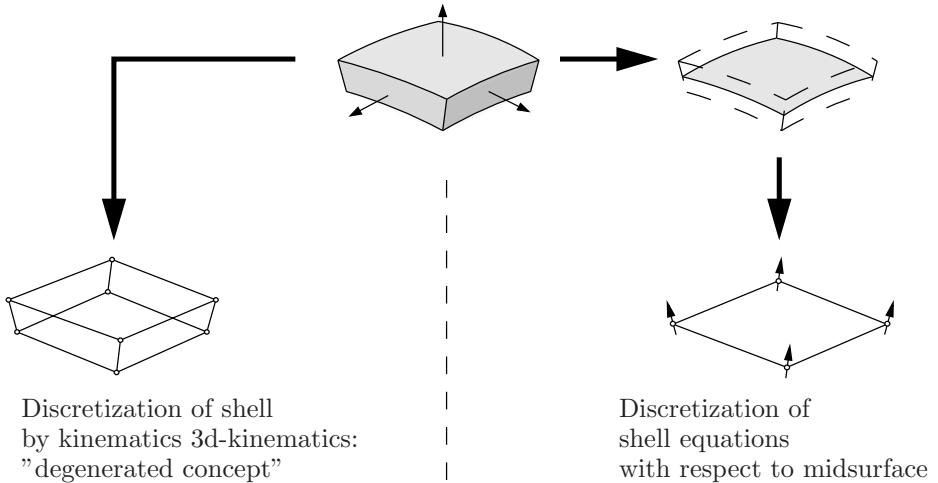 Discretization of shell
by kinematics 3d-kinematics:
”degenerated concept”
Discretization of
shell equations
with respect to midsurface